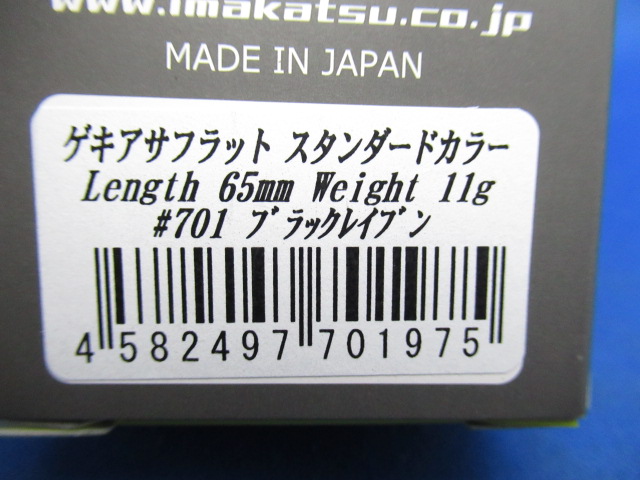 www.imakatsu.co.jp
MADE IN JAPAN
ゲキアサフラット スタンダードカラー
Length 65mm Weight 11g
#701 ﾌﾞﾗｯｸﾚｲﾌﾞﾝ
4 582497 701975